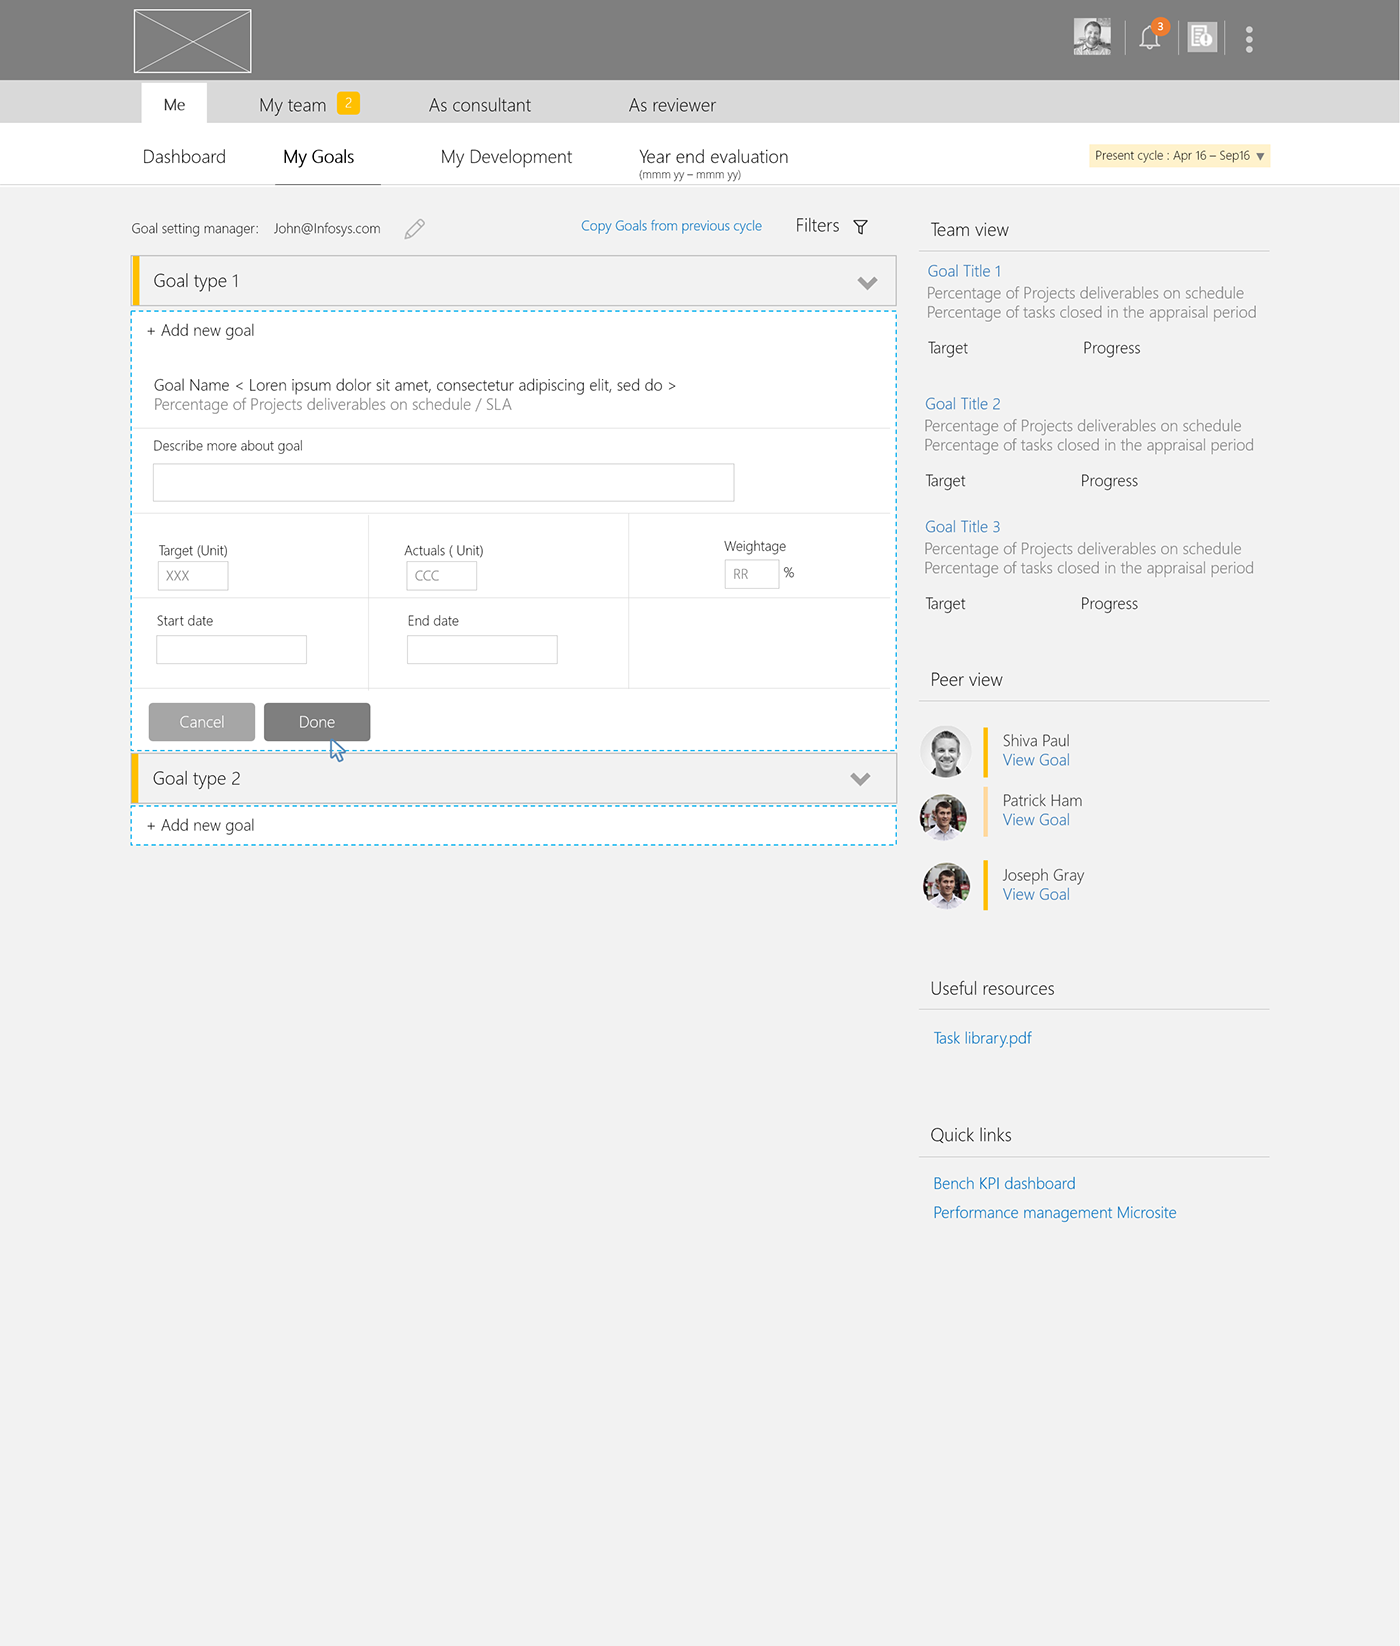 3
Me
My team 2
As consultant
As reviewer
Dashboard
My Goals
My Development
Year end evaluation
(mmm yy – mmm yy)
Present cycle : Apr 16 – Sep16
Goal setting manager: John@Infosys.com
Copy Goals from previous cycle
Filters
Goal type 1
+ Add new goal
Goal Name < Loren ipsum dolor sit amet, consectetur adipiscing elit, sed do >
Percentage of Projects deliverables on schedule / SLA
Describe more about goal
Target (Unit)
XXX
Actuals ( Unit)
CCC
Weightage
RR %
Start date
End date
Cancel
Done
Goal type 2
+ Add new goal
Team view
Goal Title 1
Percentage of Projects deliverables on schedule
Percentage of tasks closed in the appraisal period
Target Progress
Goal Title 2
Percentage of Projects deliverables on schedule
Percentage of tasks closed in the appraisal period
Target Progress
Goal Title 3
Percentage of Projects deliverables on schedule
Percentage of tasks closed in the appraisal period
Target Progress
Peer view
Shiva Paul
View Goal
Patrick Ham
View Goal
Joseph Gray
View Goal
Useful resources
Task library.pdf
Quick links
Bench KPI dashboard
Performance management Microsite